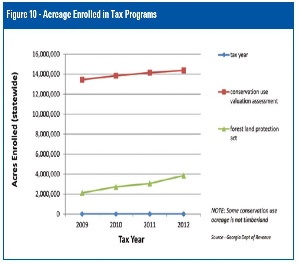 Figure 10 - Acreage Enrolled in Tax Programs
16,000,000
14,000,000
12,000,000
10,000,000
8,000,000
6,000,000
4,000,000
2,000,000
0
Acres Enrolled (statewide)
2009 2010 2011 2012
Tax Year
tax year
conservation use
valuation assessment
forest land protection
act
NOTE: Some conservation use
acreage is not timberland
Source - Georgia Dept of Revenue